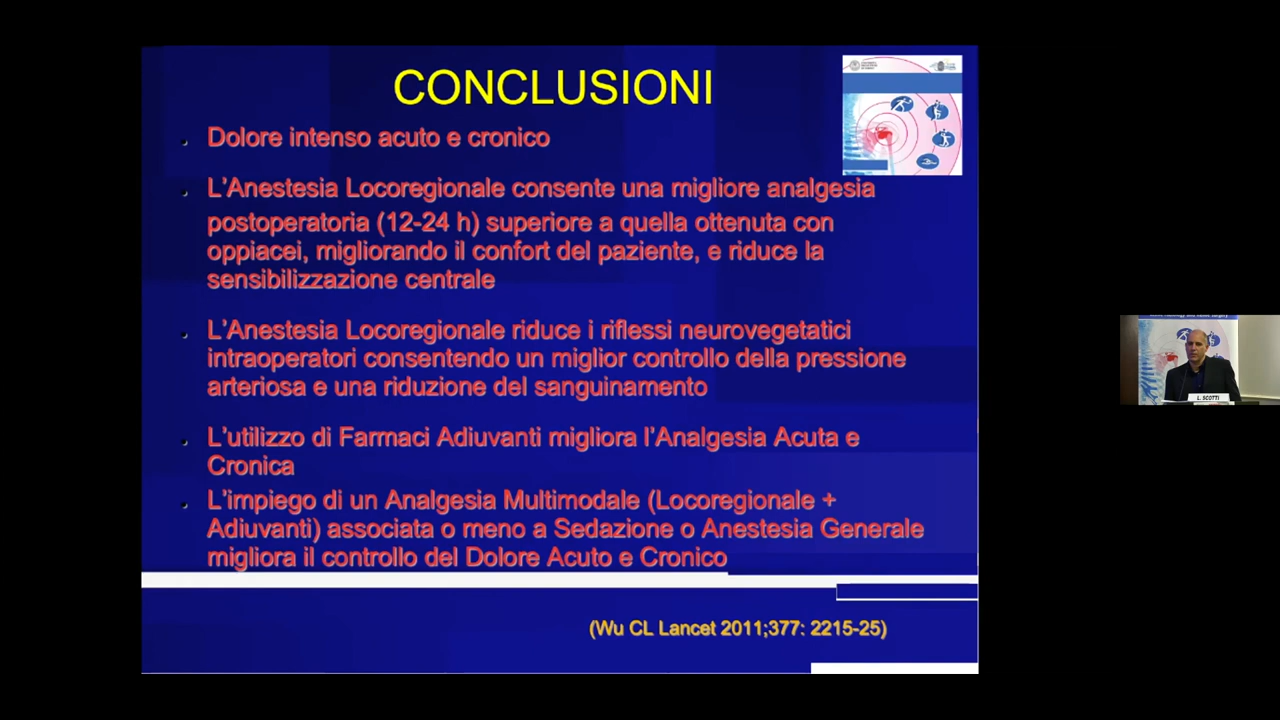 CONCLUSIONI
Dolore intenso acuto e cronico
L'Anestesia Locoregionale consente una migliore analgesia
postoperatoria (12-24 h) superiore a quella ottenuta con
oppiacei, migliorando il confort del paziente, e riduce la
sensibilizzazione centrale
L'Anestesia Locoregionale riduce i riflessi neurovegetatici
intraoperatori consentendo un miglior controllo della pressione
arteriosa e una riduzione del sanguinamento
L'utilizzo di Farmaci Adiuvanti migliora l'Analgesia Acuta e
Cronica
L'impiego di un Analgesia Multimodale (Locoregionale +
Adiuvanti) associata o meno a Sedazione o Anestesia Generale
migliora il controllo del Dolore Acuto e Cronico
(Wu CL Lancet 2011;377: 2215-25)
L. SCOTTI